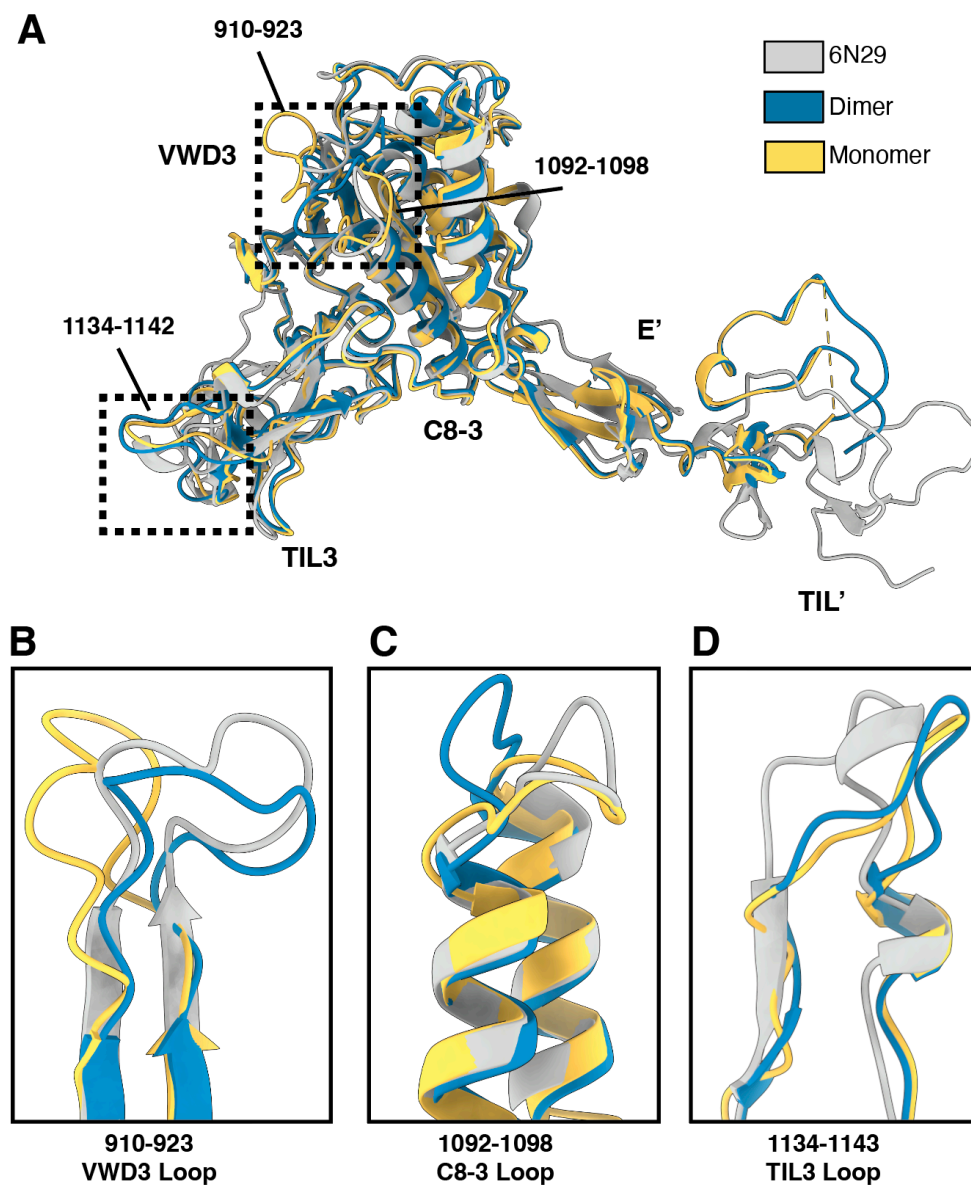 A
910-923
6N29
Dimer
Monomer
VWD3
1092-1098
1134-1142
E'
C8-3
TIL3
TIL'
B
C
D
910-923
VWD3 Loop
1092-1098
C8-3 Loop
1134-1143
TIL3 Loop